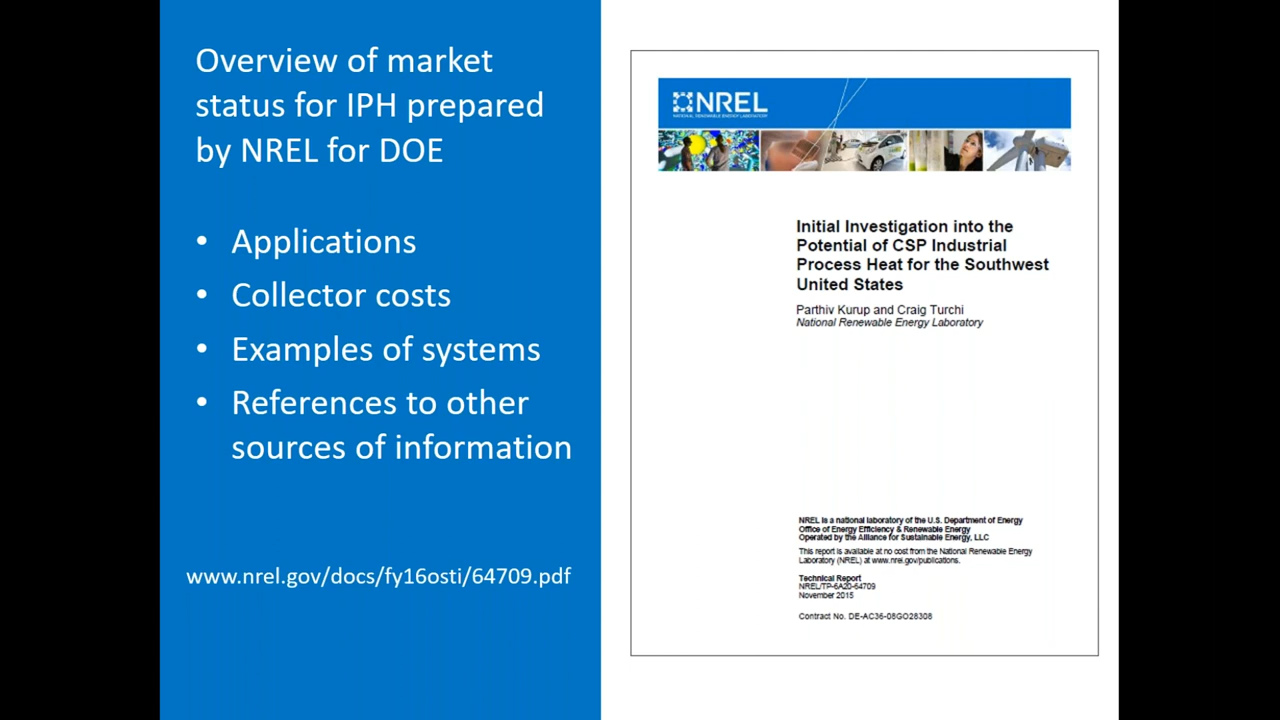 Overview of market
status for IPH prepared
by NREL for DOE
• Applications
• Collector costs
• Examples of systems
• References to other
sources of information
www.nrel.gov/docs/fy16osti/64709.pdf
NREL
NATIONAL RENEWABLE ENERGY LABORATORY
Initial Investigation into the
Potential of CSP Industrial
Process Heat for the Southwest
United States
Parthiv Kurup and Craig Turchi
National Renewable Energy Laboratory
NREL is a national laboratory of the U.S. Department of Energy
Office of Energy Efficiency & Renewable Energy
Operated by the Alliance for Sustainable Energy, LLC
This report is available at no cost from the National Renewable Energy
Laboratory (NREL) at www.nrel.gov/publications.
Technical Report
NREL/TP-6A20-64709
November 2015
Contract No. DE-AC36-08GO28308